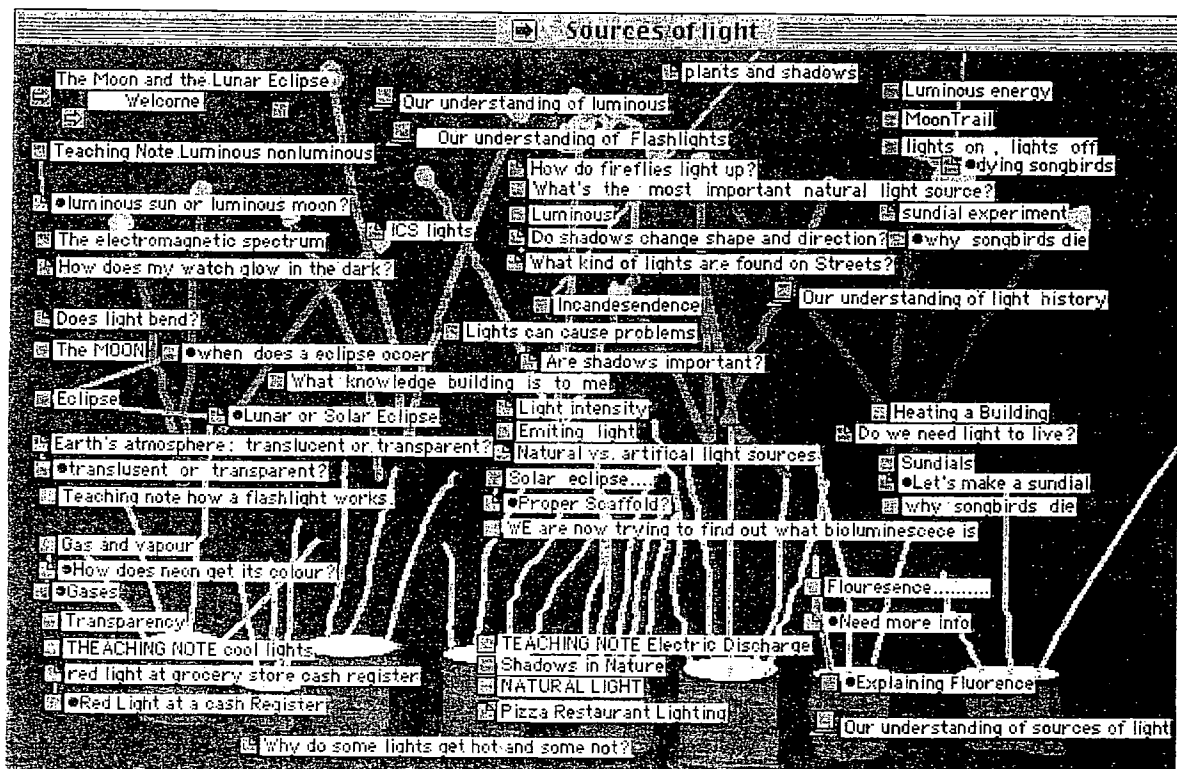 Sources of light
The Moon and the Lunar Eclipse
Welcome
Teaching Note Luminous nonluminous
●luminous sun or luminous moon?
The electromagnetic spectrum
How does my watch glow in the dark?
Does light bend?
The MOON
●when does a eclipse occer
What knowledge building is to me
Eclipse
●Lunar or Solar Eclipse
Earth's atmosphere: translucent or transparent?
●translusent or transparent?
Teaching note how a flashlight works
Gas and vapour
●How does neon get its colour?
●Gases
Transparency
THEACHING NOTE cool lights
red light at grocery store cash register
●Red Light at a cash Register
Why do some lights get hot and some not?
plants and shadows
Our understanding of luminous
Our understanding of Flashlights
How do fireflies light up?
What's the most important natural light source?
Luminous
ICS lights
Do shadows change shape and direction?
What kind of lights are found on Streets?
Incandesendence
Lights can cause problems
Are shadows important?
Light intensity
Emiting light
Natural vs. artifical light sources
Solar eclipse....
●Proper Scaffold?
WE are now trying to find out what bioluminescece is
TEACHING NOTE Electric Discharge
Shadows in Nature
NATURAL LIGHT
Pizza Restaurant Lighting
Luminous energy
MoonTrail
lights on , lights off
●dying songbirds
sundial experiment
●why songbirds die
Our understanding of light history
Heating a Building
Do we need light to live?
Sundials
●Let's make a sundial
why songbirds die
Flouresence.........
●Need more info
●Explaining Fluorence
Our understanding of sources of light